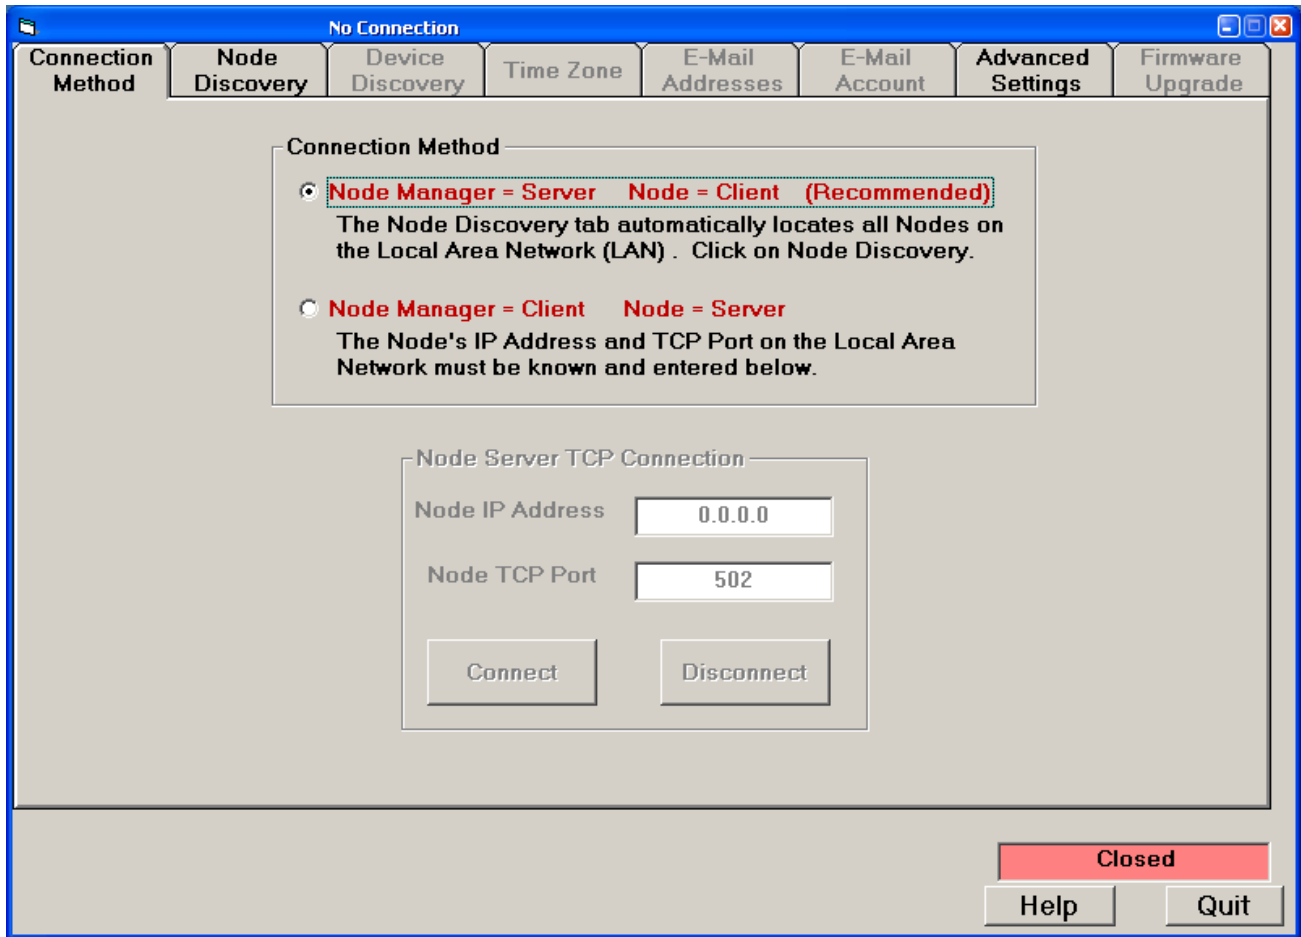 No Connection
Connection Method
Node Discovery
Device Discovery
Time Zone
E-Mail Addresses
E-Mail Account
Advanced Settings
Firmware Upgrade
Connection Method
Node Manager = Server Node = Client (Recommended)
The Node Discovery tab automatically locates all Nodes on
the Local Area Network (LAN) . Click on Node Discovery.
Node Manager = Client Node = Server
The Node's IP Address and TCP Port on the Local Area
Network must be known and entered below.
Node Server TCP Connection
Node IP Address 0.0.0.0
Node TCP Port 502
Connect Disconnect
Closed
Help Quit